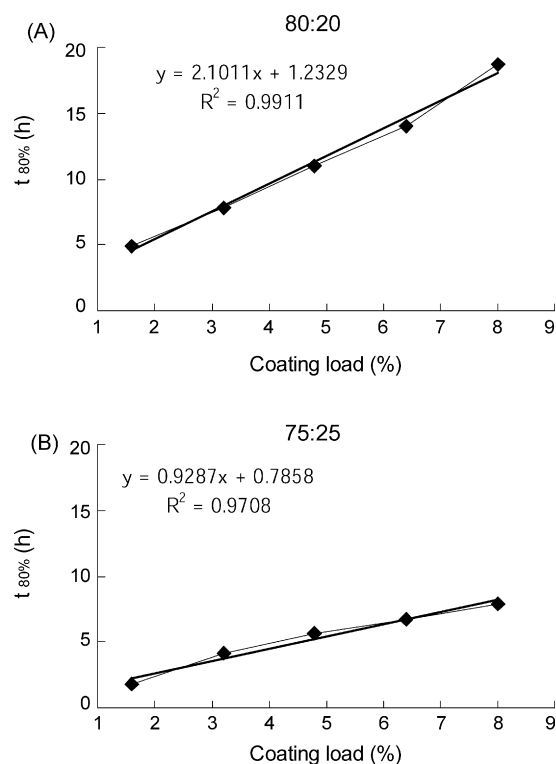 (A)
80:20
y = 2.1011x + 1.2329
R² = 0.9911
t 80% (h)
20
15
10
5
0
1 2 3 4 5 6 7 8 9
Coating load (%)
(B)
75:25
y = 0.9287x + 0.7858
R² = 0.9708
t 80% (h)
20
15
10
5
0
1 2 3 4 5 6 7 8 9
Coating load (%)